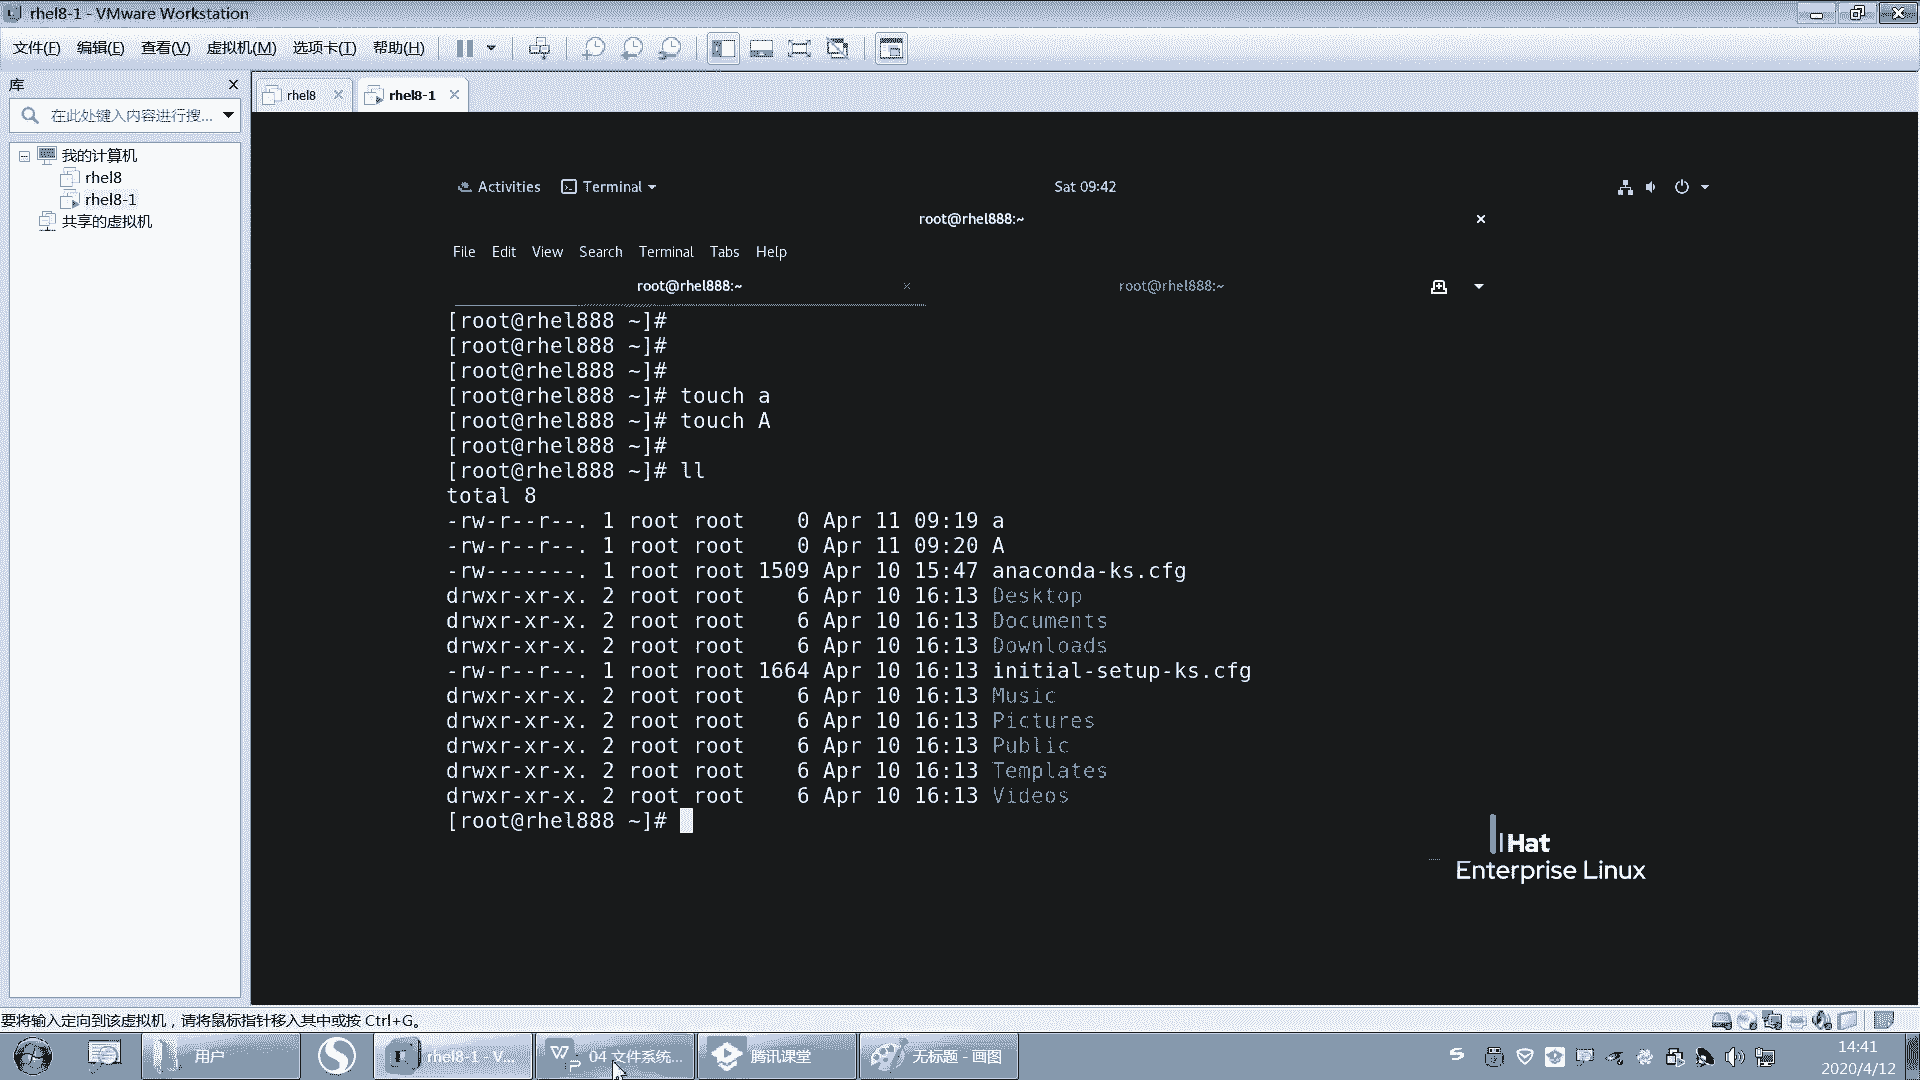 rhel8-1 - VMware Workstation
文件(F) 编辑(E) 查看(V) 虚拟机(M) 选项卡(T) 帮助(H)
库
在此处键入内容进行搜...
我的计算机
rhel8
rhel8-1
共享的虚拟机
rhel8 rhel8-1
Activities Terminal Sat 09:42
root@rhel888:~
File Edit View Search Terminal Tabs Help
root@rhel888:~ root@rhel888:~
[root@rhel888 ~]#
[root@rhel888 ~]#
[root@rhel888 ~]#
[root@rhel888 ~]# touch a
[root@rhel888 ~]# touch A
[root@rhel888 ~]#
[root@rhel888 ~]# ll
total 8
-rw-r--r--. 1 root root 0 Apr 11 09:19 a
-rw-r--r--. 1 root root 0 Apr 11 09:20 A
-rw-------. 1 root root 1509 Apr 10 15:47 anaconda-ks.cfg
drwxr-xr-x. 2 root root 6 Apr 10 16:13 Desktop
drwxr-xr-x. 2 root root 6 Apr 10 16:13 Documents
drwxr-xr-x. 2 root root 6 Apr 10 16:13 Downloads
-rw-r--r--. 1 root root 1664 Apr 10 16:13 initial-setup-ks.cfg
drwxr-xr-x. 2 root root 6 Apr 10 16:13 Music
drwxr-xr-x. 2 root root 6 Apr 10 16:13 Pictures
drwxr-xr-x. 2 root root 6 Apr 10 16:13 Public
drwxr-xr-x. 2 root root 6 Apr 10 16:13 Templates
drwxr-xr-x. 2 root root 6 Apr 10 16:13 Videos
[root@rhel888 ~]#
Hat
Enterprise Linux
要将输入定向到该虚拟机，请将鼠标指针移入其中或按 Ctrl+G。
用户 rhel8-1 - V... 04 文件系统... 腾讯课堂 无标题 - 画图
14:41
2020/4/12